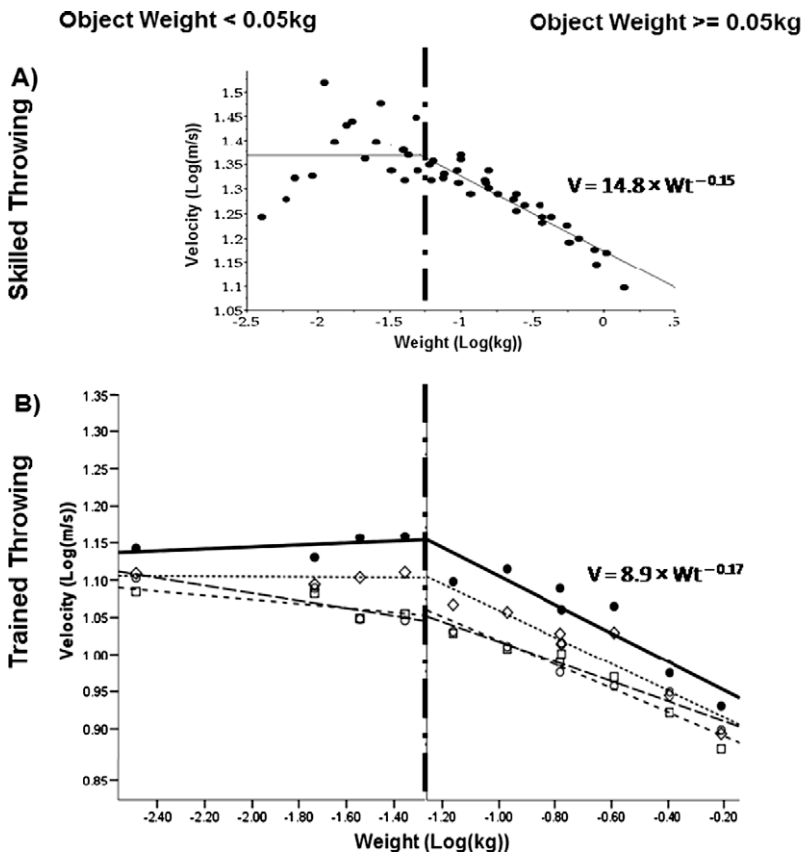 Object Weight < 0.05kg
Object Weight >= 0.05kg
A)
Skilled Throwing
Velocity (Log(m/s))
1.5
1.45
1.4
1.35
1.3
1.25
1.2
1.15
1.1
1.05
V = 14.8 × Wt^−0.15
-2.5 -2 -1.5 -1 -.5 0 .5
Weight (Log(kg))
B)
Trained Throwing
Velocity (Log(m/s))
1.35
1.30
1.25
1.20
1.15
1.10
1.05
1.00
0.95
0.90
0.85
V = 8.9 × Wt^−0.17
-2.40 -2.20 -2.00 -1.80 -1.60 -1.40 -1.20 -1.00 -0.80 -0.60 -0.40 -0.20
Weight (Log(kg))